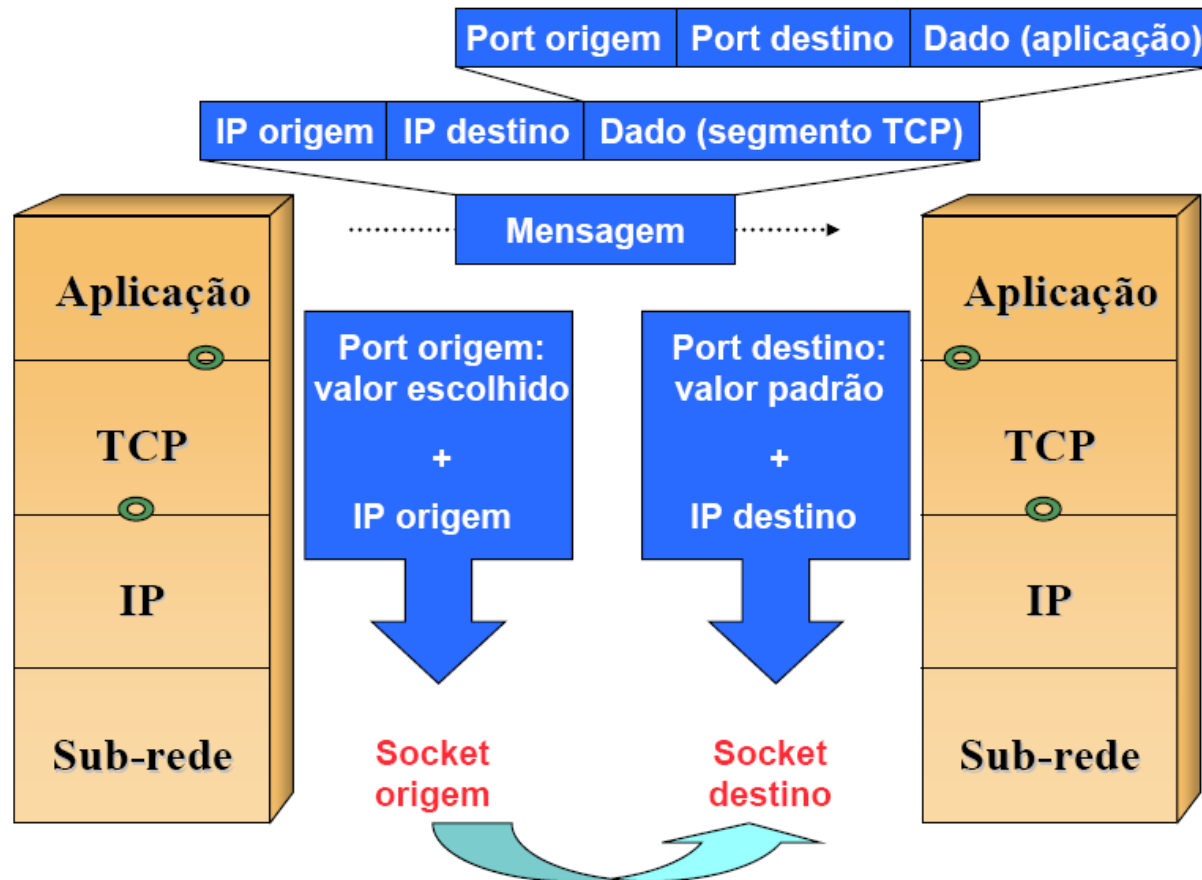 Port origem Port destino Dado (aplicação)
IP origem IP destino Dado (segmento TCP)
Mensagem
Aplicação
TCP
IP
Sub-rede
Port origem:
valor escolhido
+
IP origem
Socket
origem
Port destino:
valor padrão
+
IP destino
Socket
destino
Aplicação
TCP
IP
Sub-rede